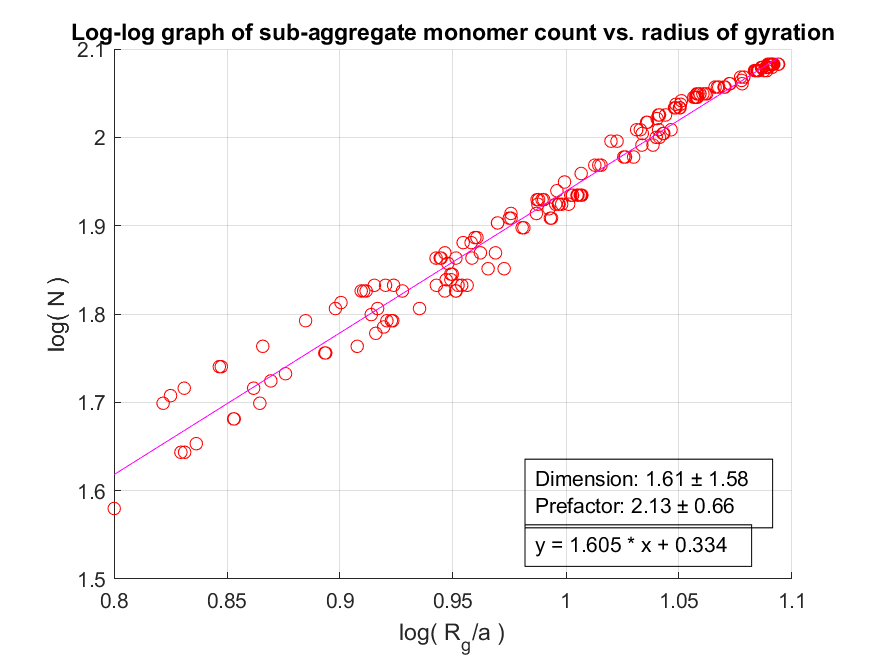 Log-log graph of sub-aggregate monomer count vs. radius of gyration
2.1
2
1.9
1.8
1.7
1.6
1.5
log( N )
Dimension: 1.61 ± 1.58
Prefactor: 2.13 ± 0.66
y = 1.605 * x + 0.334
0.8 0.85 0.9 0.95 1 1.05 1.1
log( R_g/a )